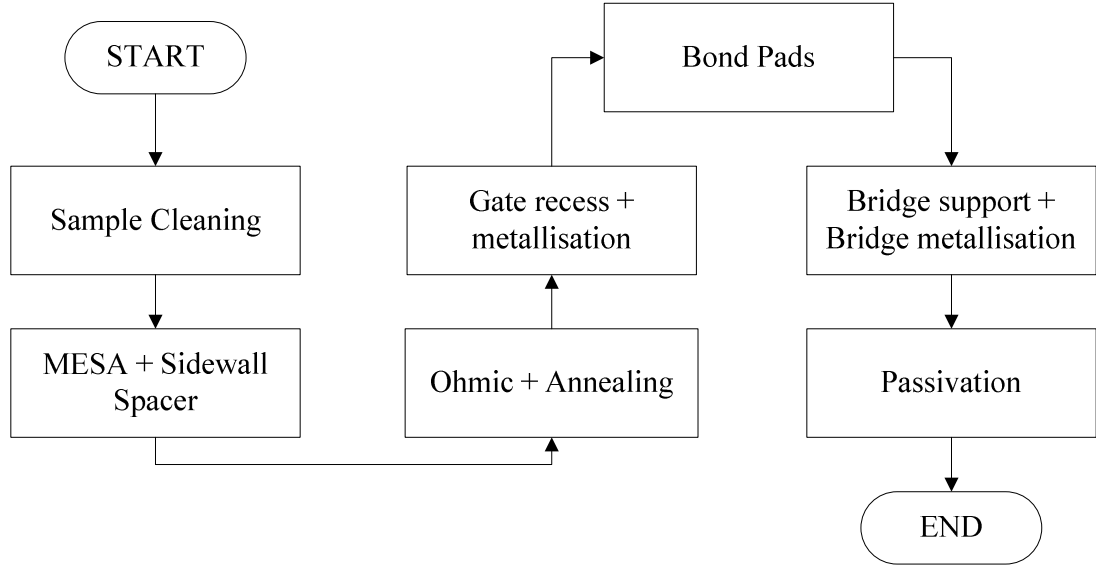 START
Sample Cleaning
MESA + Sidewall
Spacer
Ohmic + Annealing
Gate recess +
metallisation
Bond Pads
Bridge support +
Bridge metallisation
Passivation
END